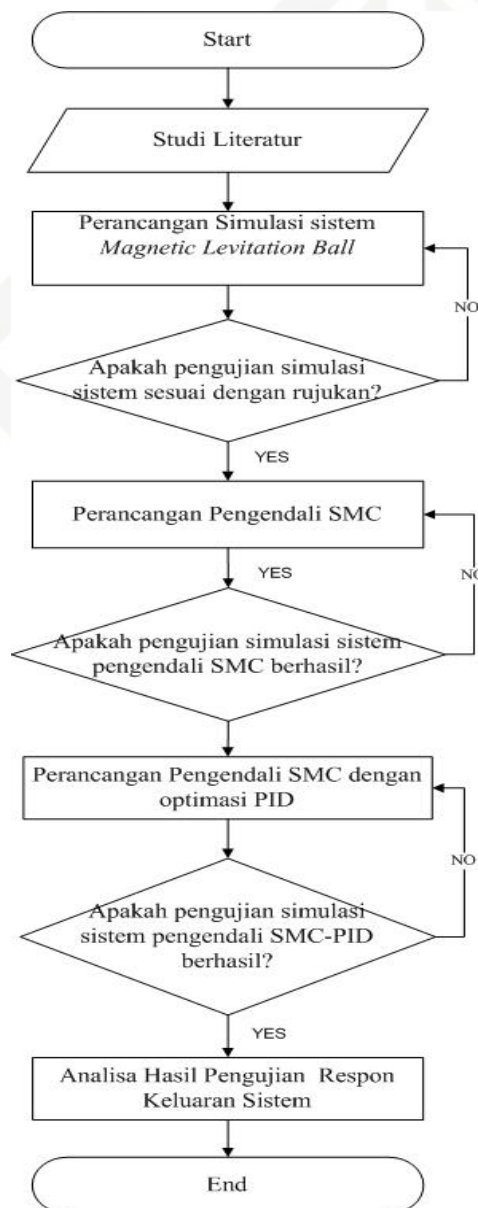 Start
Studi Literatur
Perancangan Simulasi sistem
Magnetic Levitation Ball
NO
Apakah pengujian simulasi
sistem sesuai dengan rujukan?
YES
Perancangan Pengendali SMC
YES
NO
Apakah pengujian simulasi sistem
pengendali SMC berhasil?
Perancangan Pengendali SMC dengan
optimasi PID
NO
Apakah pengujian simulasi
sistem pengendali SMC-PID
berhasil?
YES
Analisa Hasil Pengujian Respon
Keluaran Sistem
End